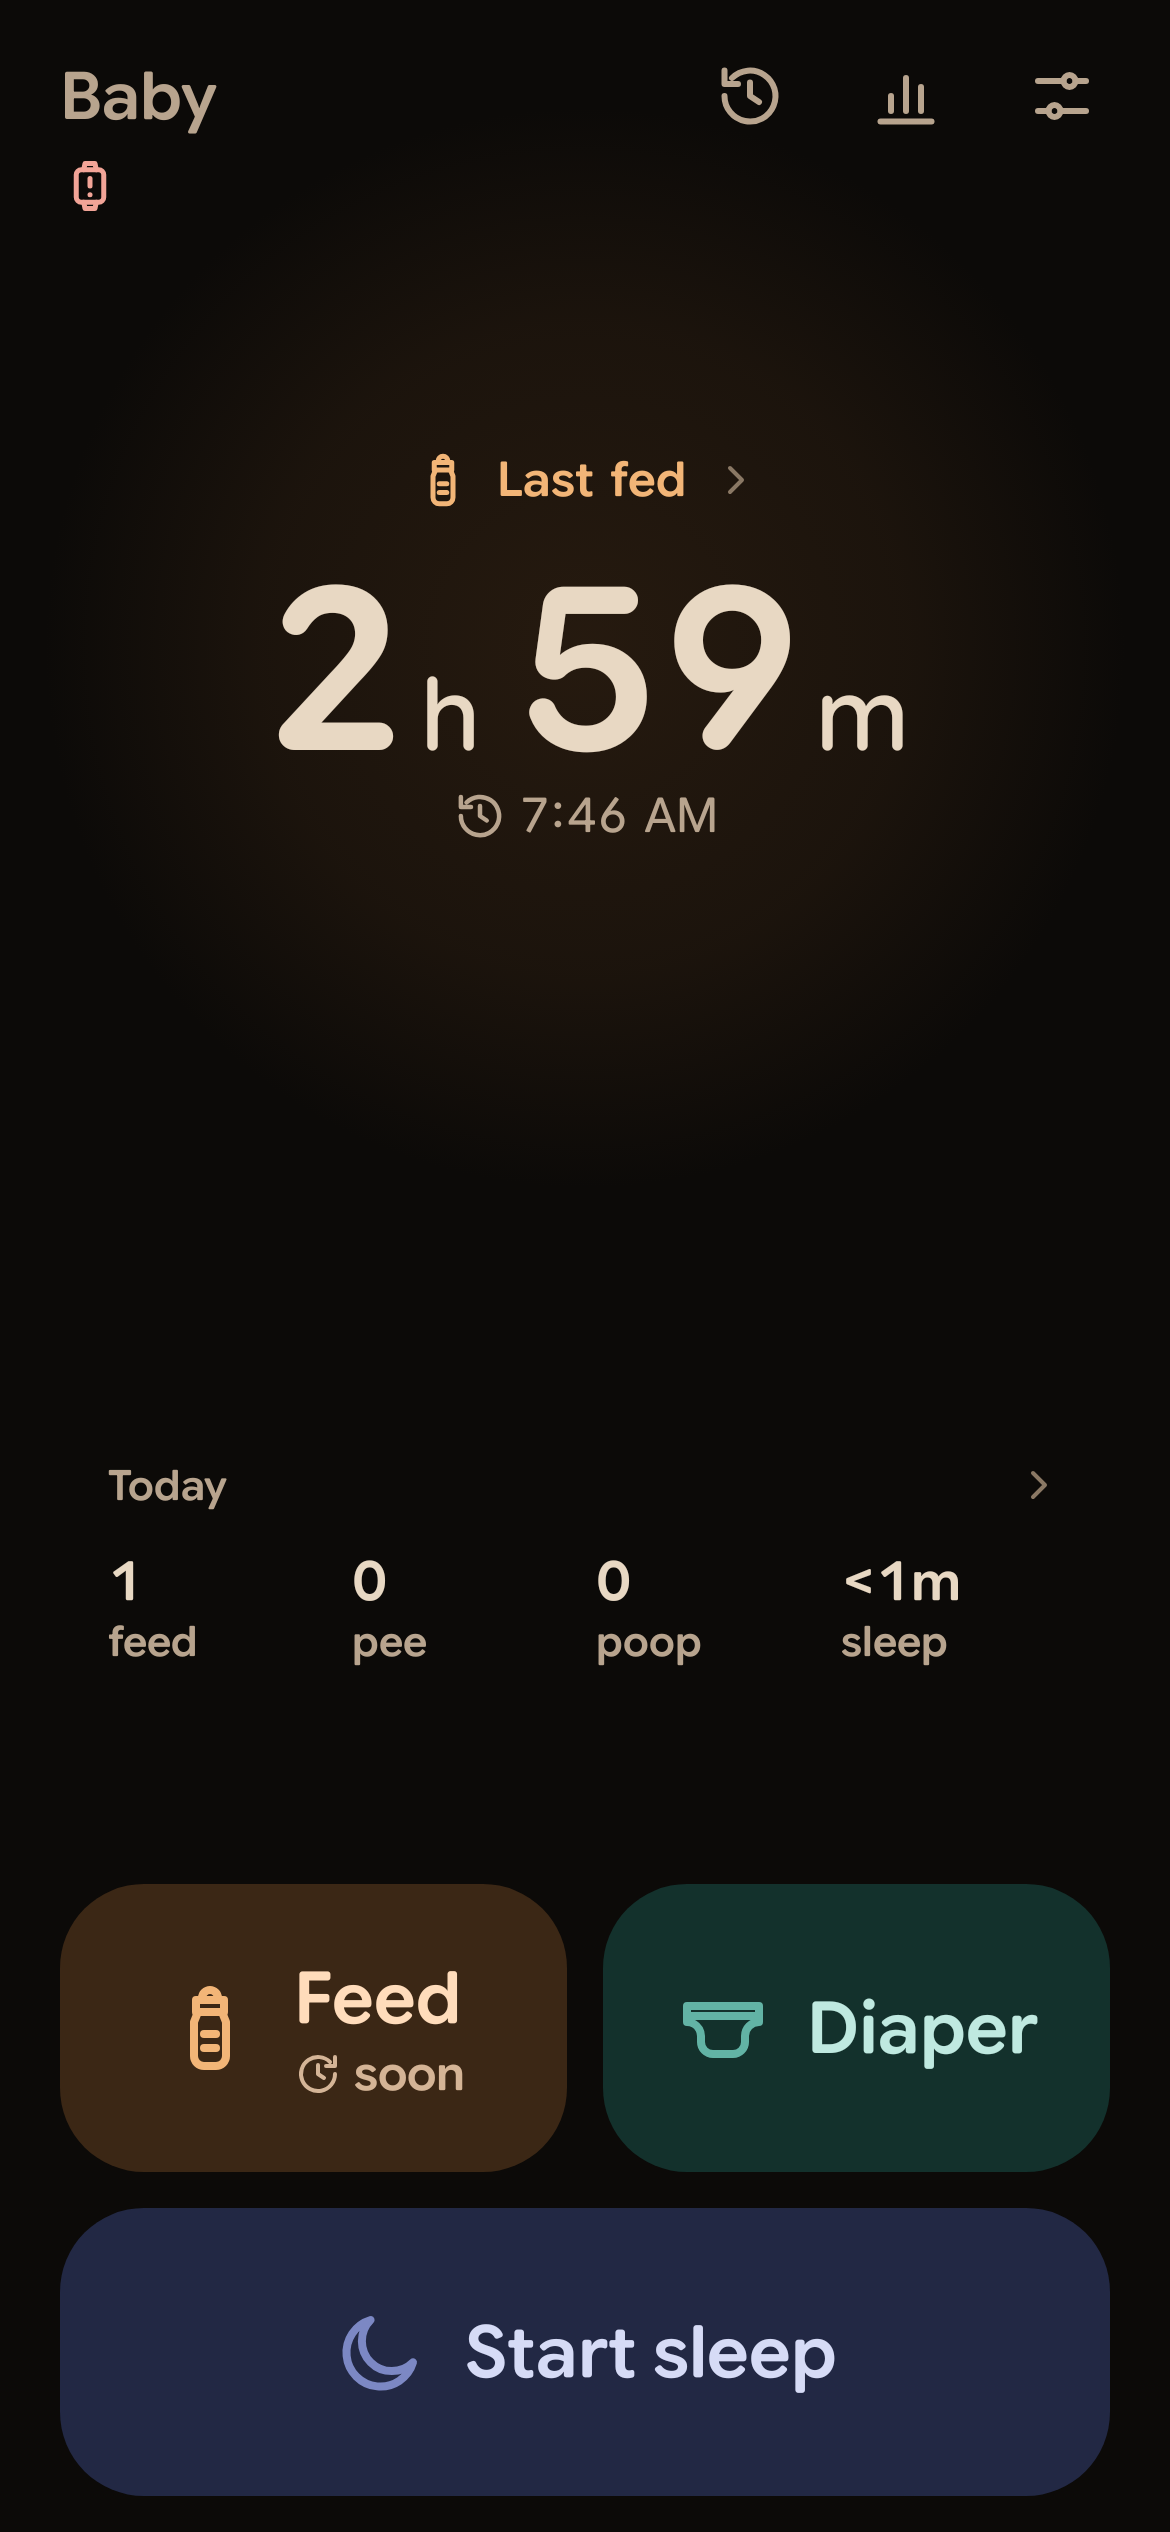 Baby
Last fed
2h 59m
7:46 AM
Today
1 0 0 <1m
feed pee poop sleep
Feed
soon
Diaper
Start sleep